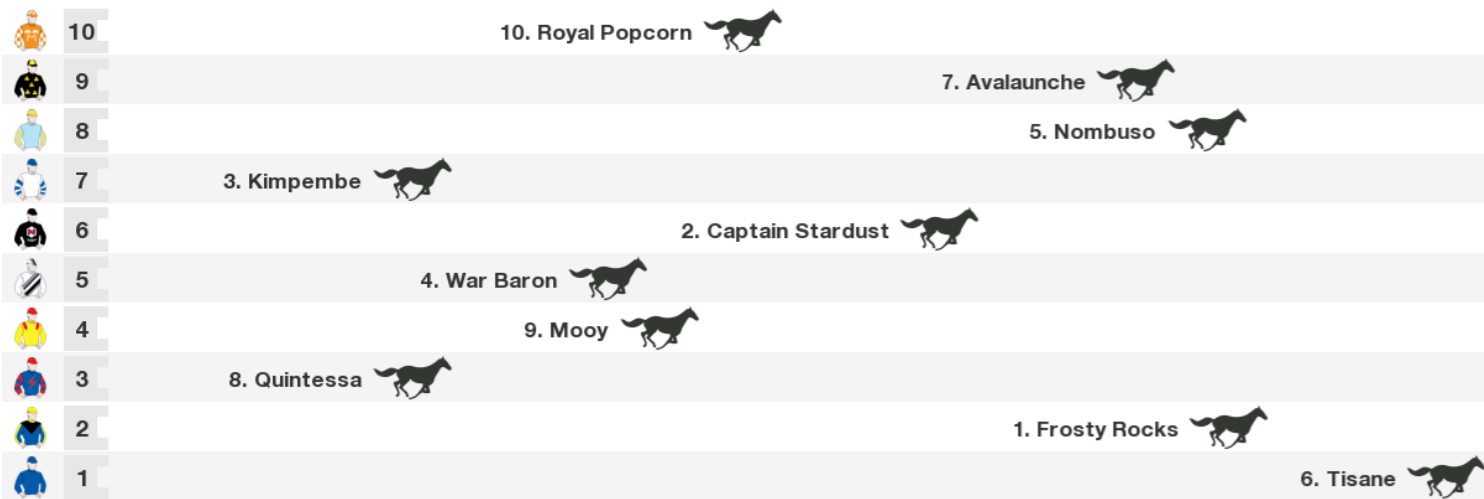 10 10. Royal Popcorn
9 7. Avalaunche
8 5. Nombuso
7 3. Kimpembe
6 2. Captain Stardust
5 4. War Baron
4 9. Mooy
3 8. Quintessa
2 1. Frosty Rocks
1 6. Tisane